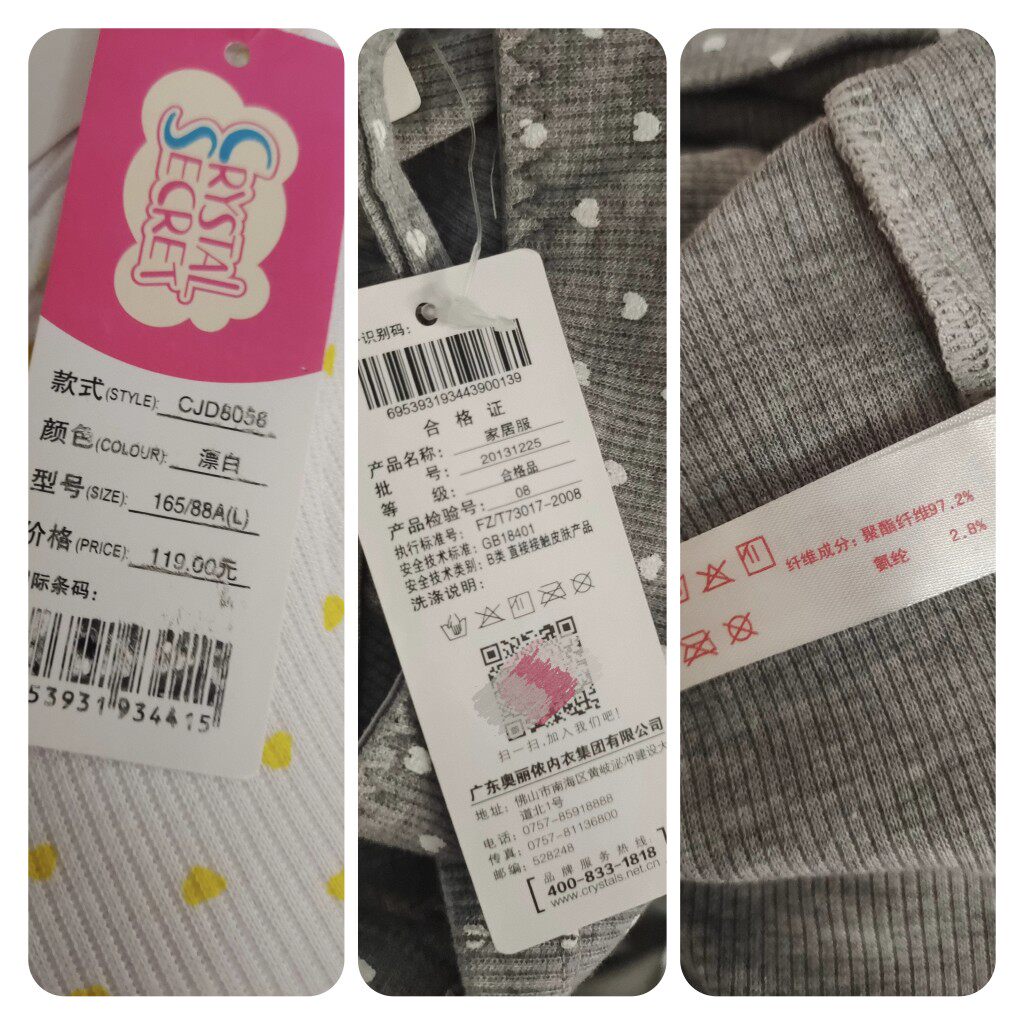 CRYSTAL
SECRET
款式(STYLE): CJD6058
颜色(COLOUR): 漂白
型号(SIZE): 165/88A(L)
价格(PRICE): 119.00元
际条码:
53931934415
识别码:
695393193443900139
合格证
产品名称: 家居服
批 号: 20131225
等 级: 合格品
产品检验号: 08
执行标准号: FZ/T73017-2008
安全技术标准: GB18401
安全技术类别: B类 直接接触皮肤产品
洗涤说明:
扫一扫,加入我们吧!
广东奥丽侬内衣集团有限公司
地址: 佛山市南海区黄岐泌冲建设大
道北1号
电话: 0757-85918888
传真: 0757-81136800
邮编: 528248
品牌服务热线
400-833-1818
www.crystals.net.cn
纤维成分: 聚酯纤维97.2%
氨纶 2.8%